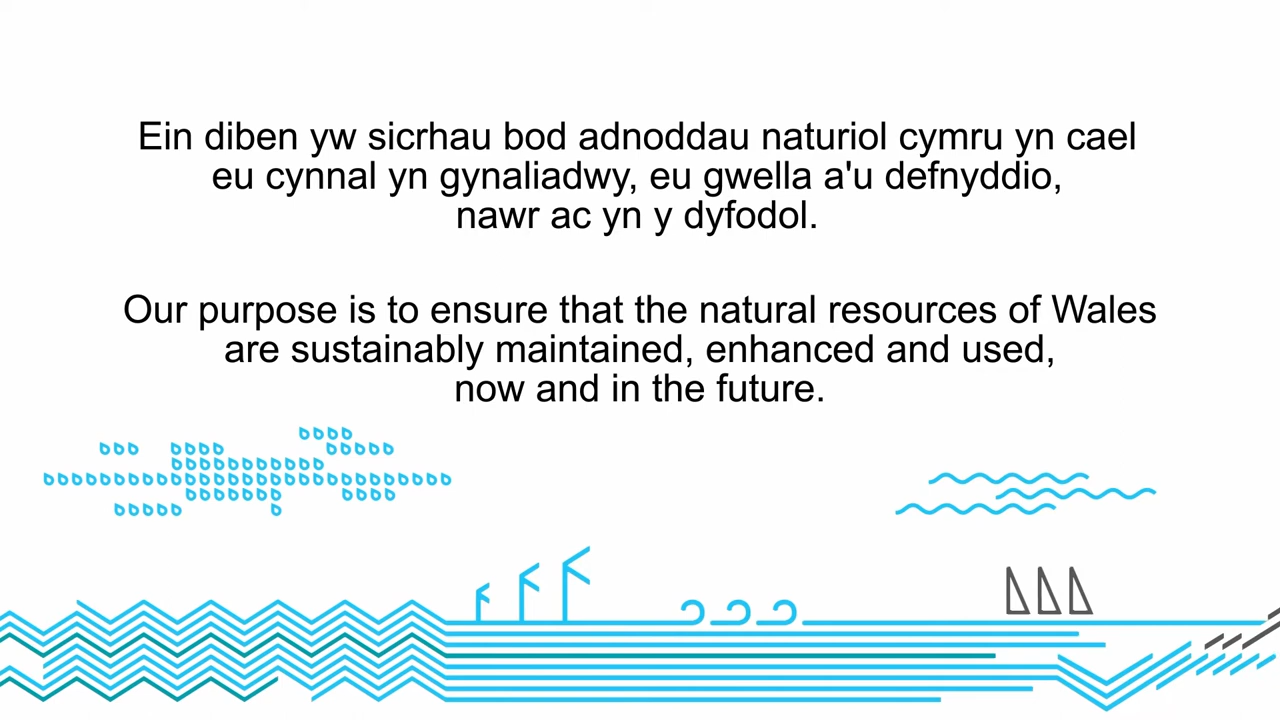 Ein diben yw sicrhau bod adnoddau naturiol cymru yn cael
eu cynnal yn gynaliadwy, eu gwella a'u defnyddio,
nawr ac yn y dyfodol.
Our purpose is to ensure that the natural resources of Wales
are sustainably maintained, enhanced and used,
now and in the future.